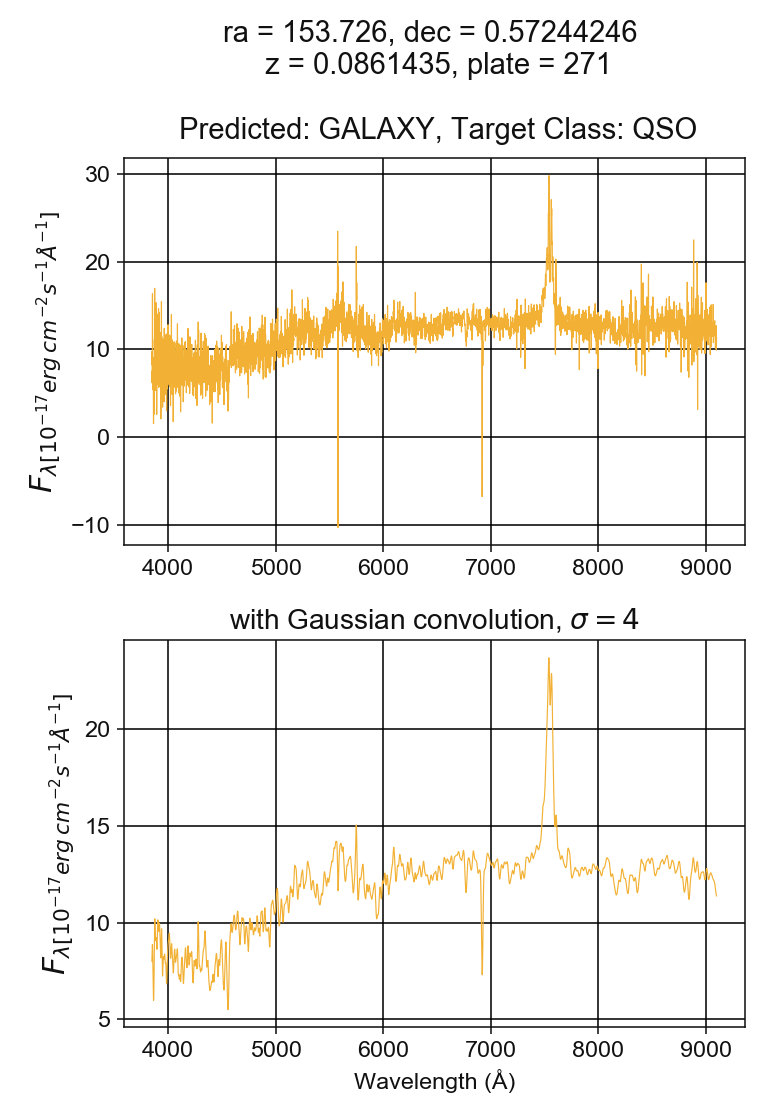 ra = 153.726, dec = 0.57244246
z = 0.0861435, plate = 271
Predicted: GALAXY, Target Class: QSO
30
20
10
0
−10
F_λ[10⁻¹⁷erg cm⁻²s⁻¹Å⁻¹]
4000 5000 6000 7000 8000 9000
with Gaussian convolution, σ = 4
20
15
10
5
F_λ[10⁻¹⁷erg cm⁻²s⁻¹Å⁻¹]
4000 5000 6000 7000 8000 9000
Wavelength (Å)